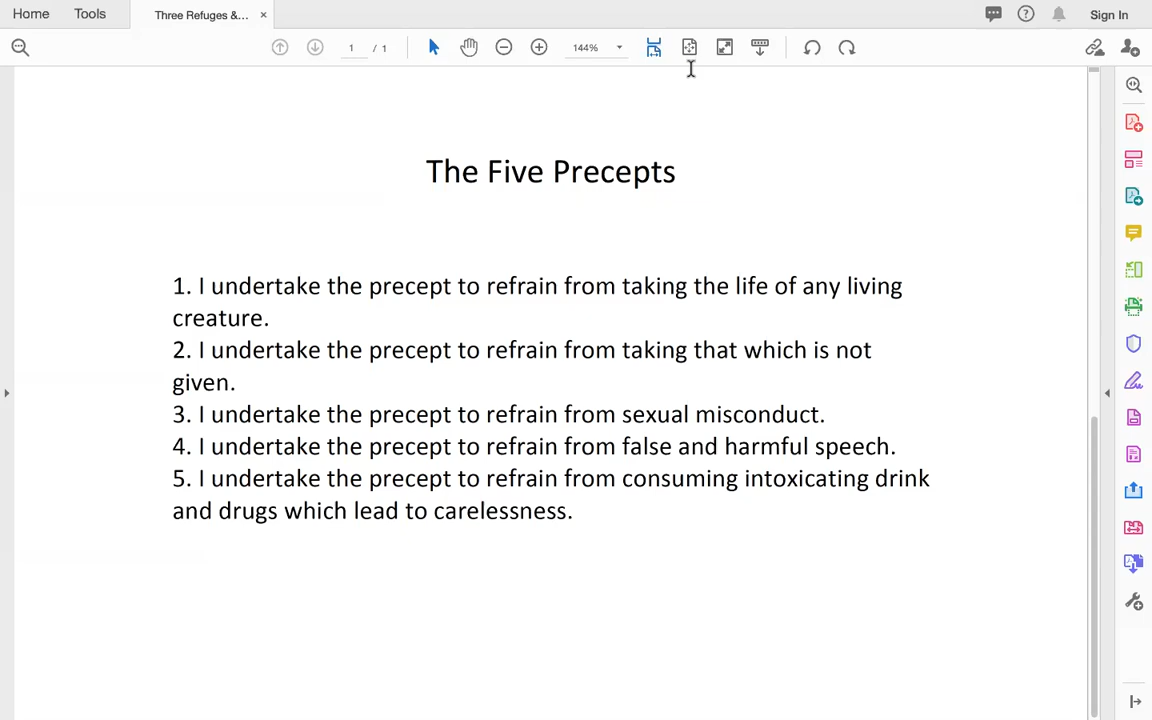 Home Tools Three Refuges &... × Sign In
1 / 1 144%
The Five Precepts
1. I undertake the precept to refrain from taking the life of any living
creature.
2. I undertake the precept to refrain from taking that which is not
given.
3. I undertake the precept to refrain from sexual misconduct.
4. I undertake the precept to refrain from false and harmful speech.
5. I undertake the precept to refrain from consuming intoxicating drink
and drugs which lead to carelessness.